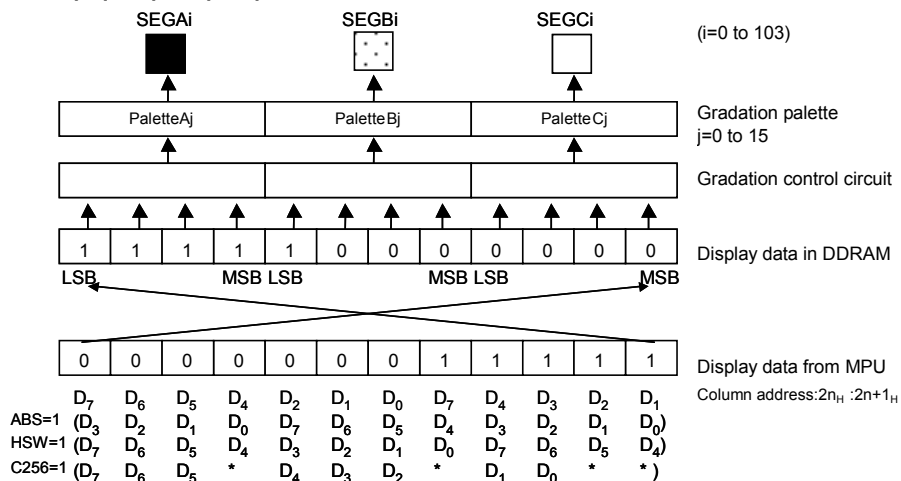 SEGAi SEGBi SEGCi (i=0 to 103)
PaletteAj PaletteBj PaletteCj Gradation palette
j=0 to 15
Gradation control circuit
1 1 1 1 1 0 0 0 0 0 0 0 Display data in DDRAM
LSB MSB LSB MSB LSB MSB
0 0 0 0 0 0 0 1 1 1 1 1 Display data from MPU
D7 D6 D5 D4 D2 D1 D0 D7 D4 D3 D2 D1 Column address:2nH :2n+1H
ABS=1 (D3 D2 D1 D0 D7 D6 D5 D4 D3 D2 D1 D0)
HSW=1 (D7 D6 D5 D4 D3 D2 D1 D0 D7 D6 D5 D4)
C256=1 (D7 D6 D5 * D4 D3 D2 * D1 D0 * * )